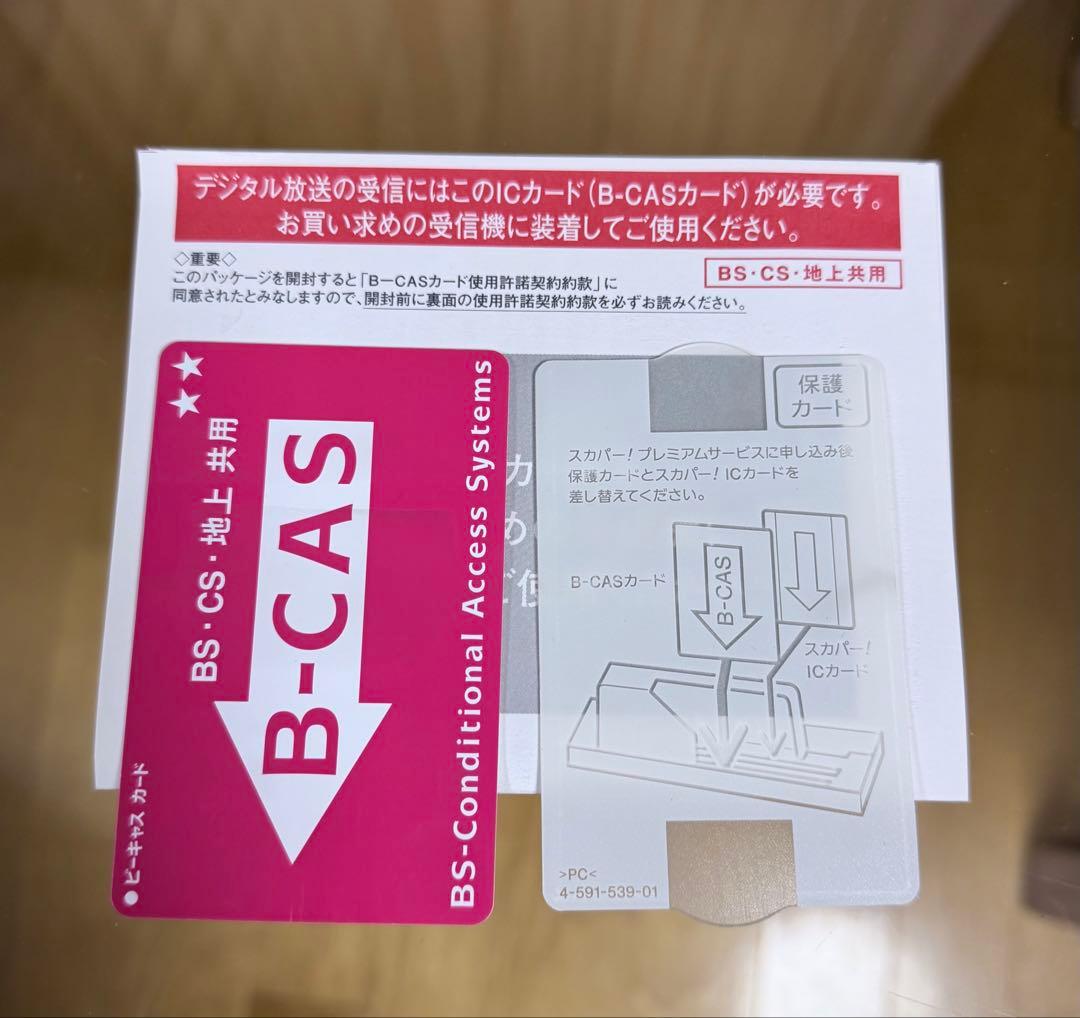 デジタル放送の受信にはこのICカード（B-CASカード）が必要です。
お買い求めの受信機に装着してご使用ください。
◇重要◇
このパッケージを開封すると「B－CASカード使用許諾契約約款」に
同意されたとみなしますので、開封前に裏面の使用許諾契約約款を必ずお読みください。
BS・CS・地上共用
★★
BS・CS・地上 共用
B-CAS
BS-Conditional Access Systems
●ビーキャス カード
カ
め
ご使
保護
カード
スカパー！プレミアムサービスに申し込み後
保護カードとスカパー！ICカードを
差し替えてください。
B-CASカード
B-CAS
スカパー！
ICカード
>PC<
4-591-539-01